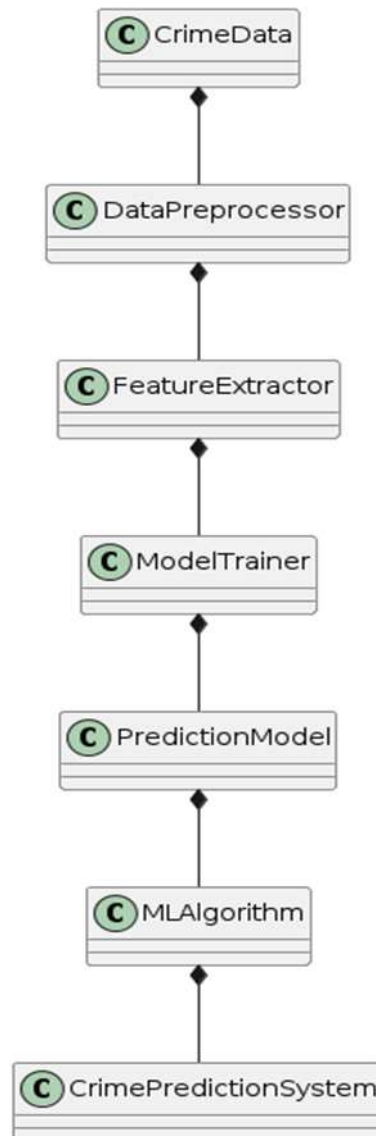 C CrimeData
C DataPreprocessor
C FeatureExtractor
C ModelTrainer
C PredictionModel
C MLAlgorithm
C CrimePredictionSystem